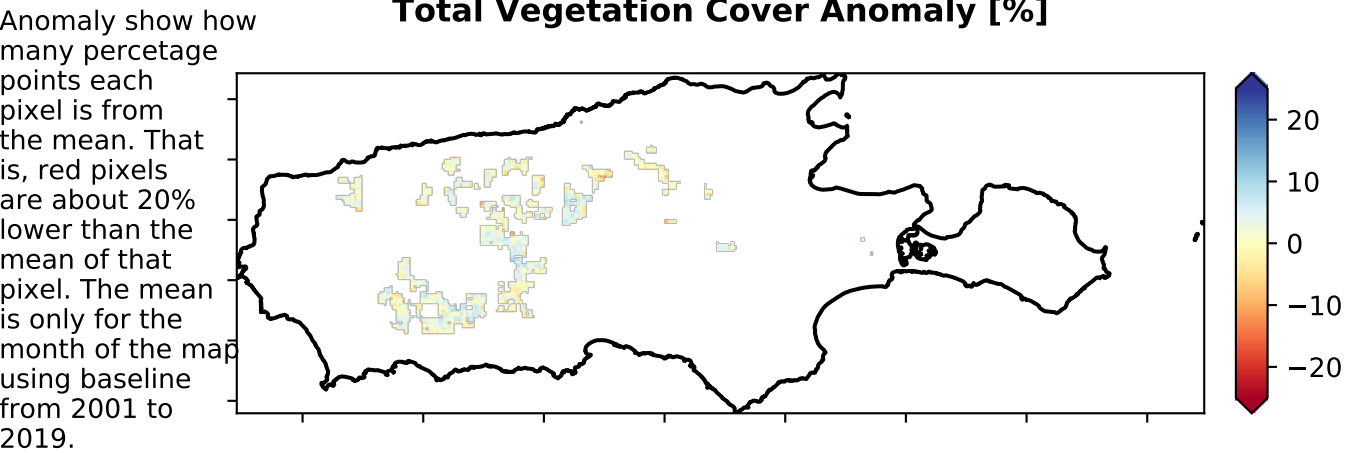 Total Vegetation Cover Anomaly [%]
Anomaly show how
many percetage
points each
pixel is from
the mean. That
is, red pixels
are about 20%
lower than the
mean of that
pixel. The mean
is only for the
month of the map
using baseline
from 2001 to
2019.
20
10
0
−10
−20